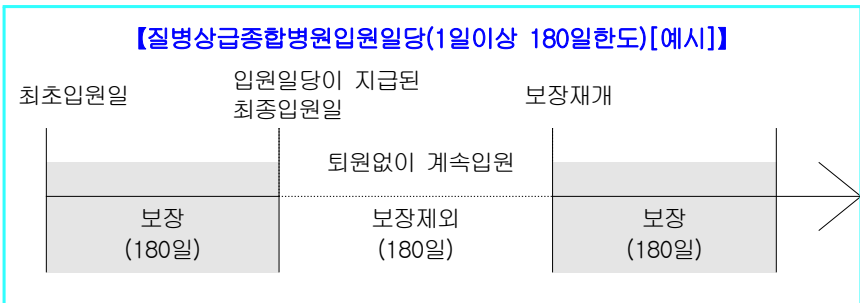 【질병상급종합병원입원일당(1일이상 180일한도)[예시]】
최초입원일
입원일당이 지급된
최종입원일
보장재개
퇴원없이 계속입원
보장
(180일)
보장제외
(180일)
보장
(180일)